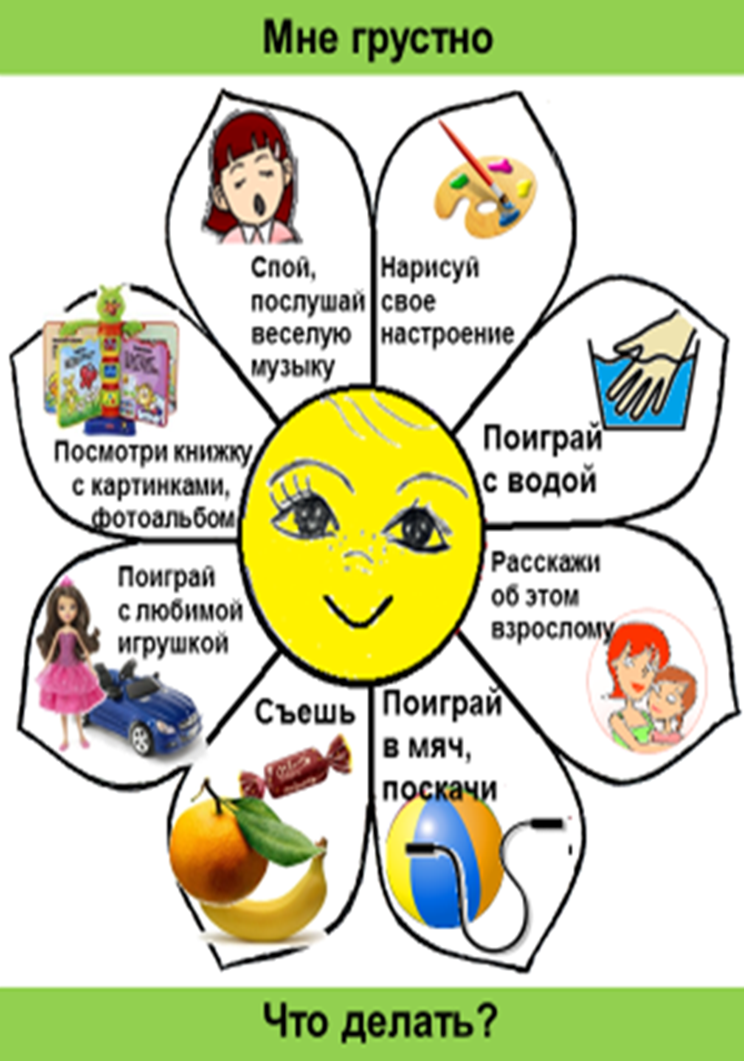 Мне грустно
Спой,
послушай
веселую
музыку
Нарисуй
свое
настроение
Поиграй
с водой
Расскажи
об этом
взрослому
Поиграй
в мяч,
поскачи
Съешь
Поиграй
с любимой
игрушкой
Посмотри книжку
с картинками,
фотоальбом
Что делать?